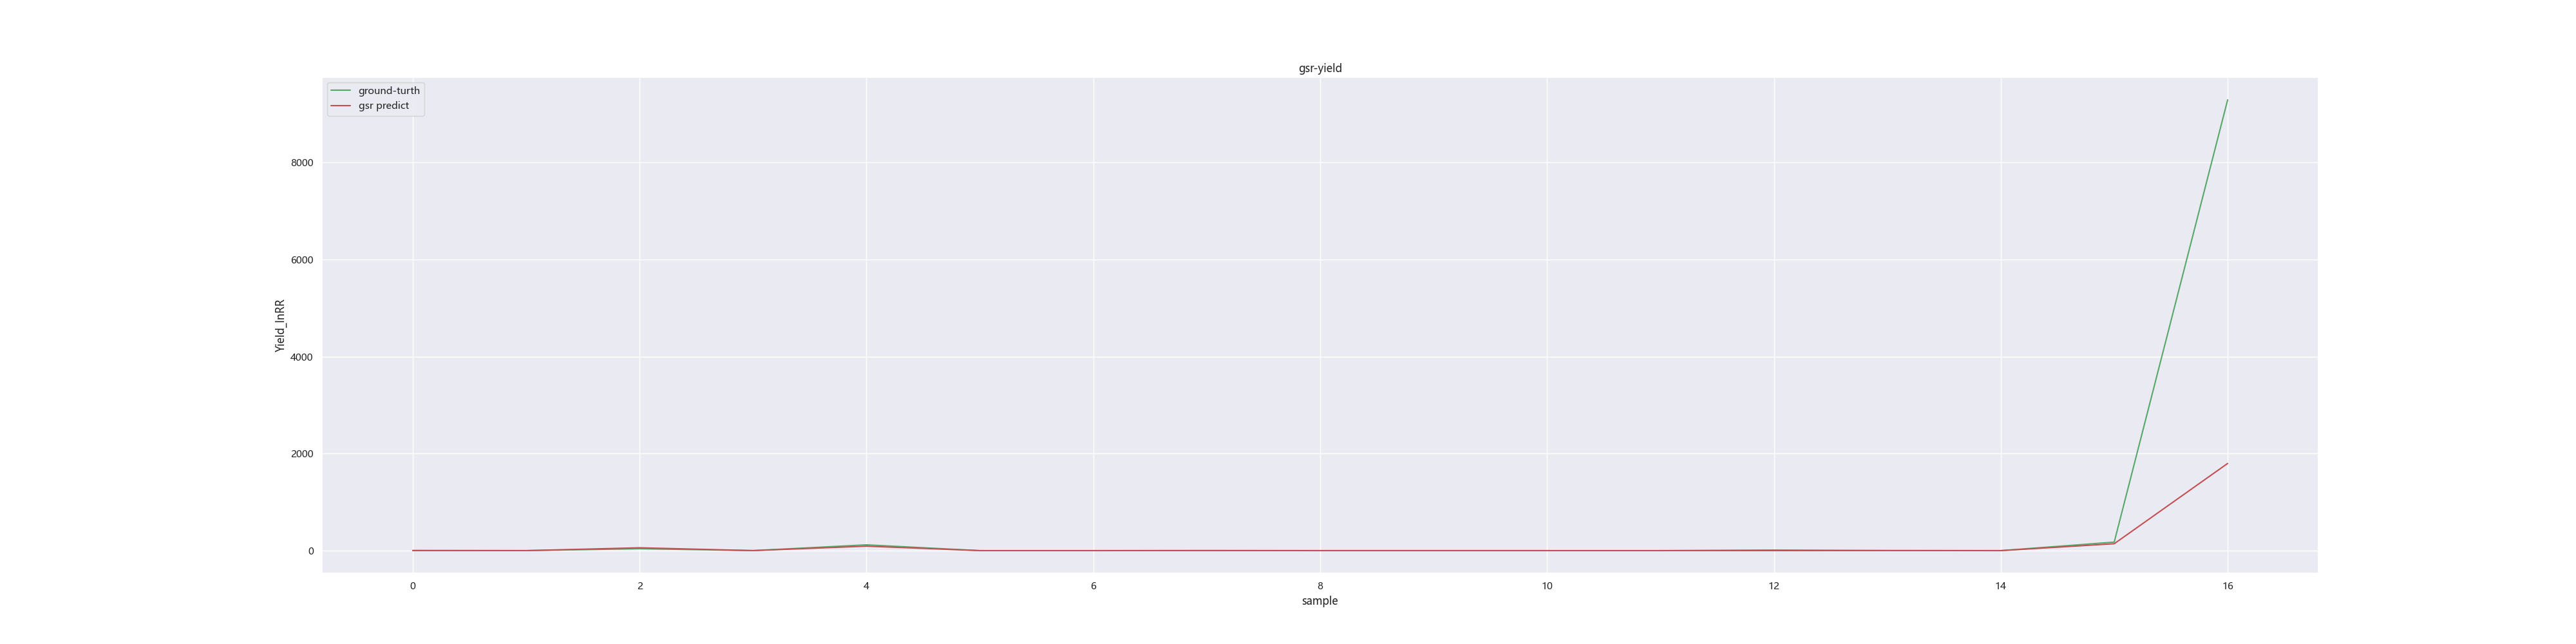 gsr-yield
ground-turth
gsr predict
8000
6000
4000
2000
0
Yield_lnRR
0 2 4 6 8 10 12 14 16
sample